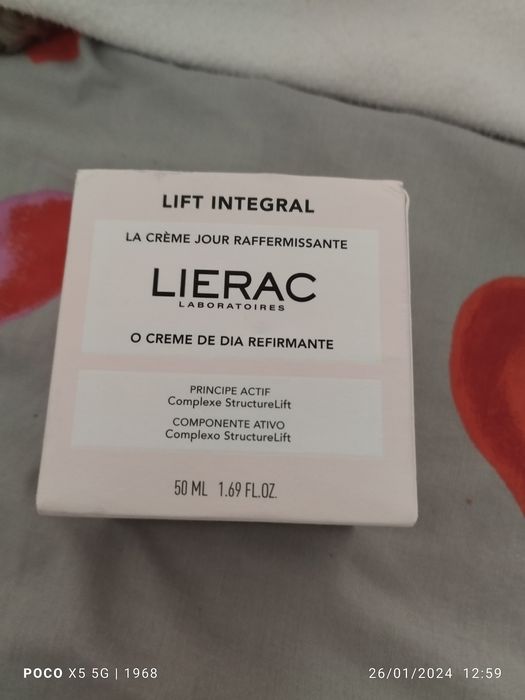 LIFT INTEGRAL
LA CRÈME JOUR RAFFERMISSANTE
LIERAC
LABORATOIRES
O CREME DE DIA REFIRMANTE
PRINCIPE ACTIF
Complexe StructureLift
COMPONENTE ATIVO
Complexo StructureLift
50 ML 1.69 FL.OZ.
POCO X5 5G | 1968
26/01/2024 12:59